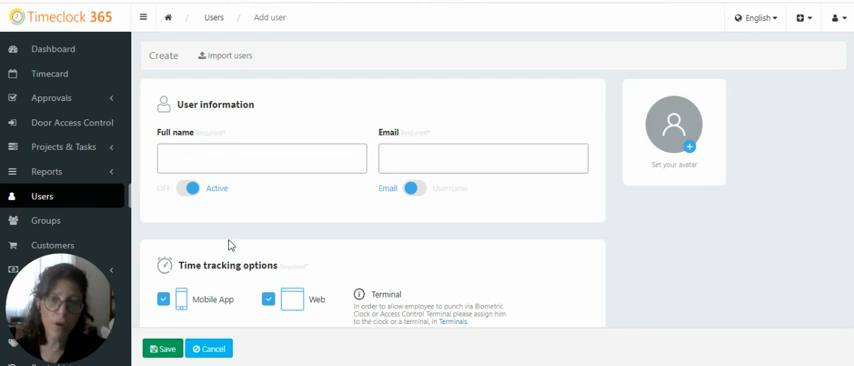 Timeclock 365
Users / Add user
English
Dashboard
Timecard
Approvals
Door Access Control
Projects & Tasks
Reports
Users
Groups
Customers
Create
Import users
User information
Full name Required*
Email Required*
OFF Active
Email Username
Set your avatar
Time tracking options Required*
Mobile App
Web
Terminal
In order to allow employee to punch via Biometric
Clock or Access Control Terminal please assign him
to the clock or a terminal, in Terminals
Save
Cancel